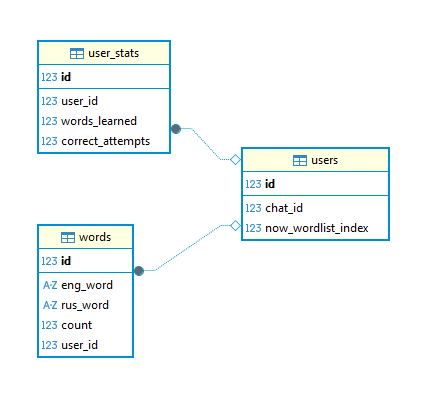 user_stats
123 id
123 user_id
123 words_learned
123 correct_attempts
users
123 id
123 chat_id
123 now_wordlist_index
words
123 id
A-Z eng_word
A-Z rus_word
123 count
123 user_id